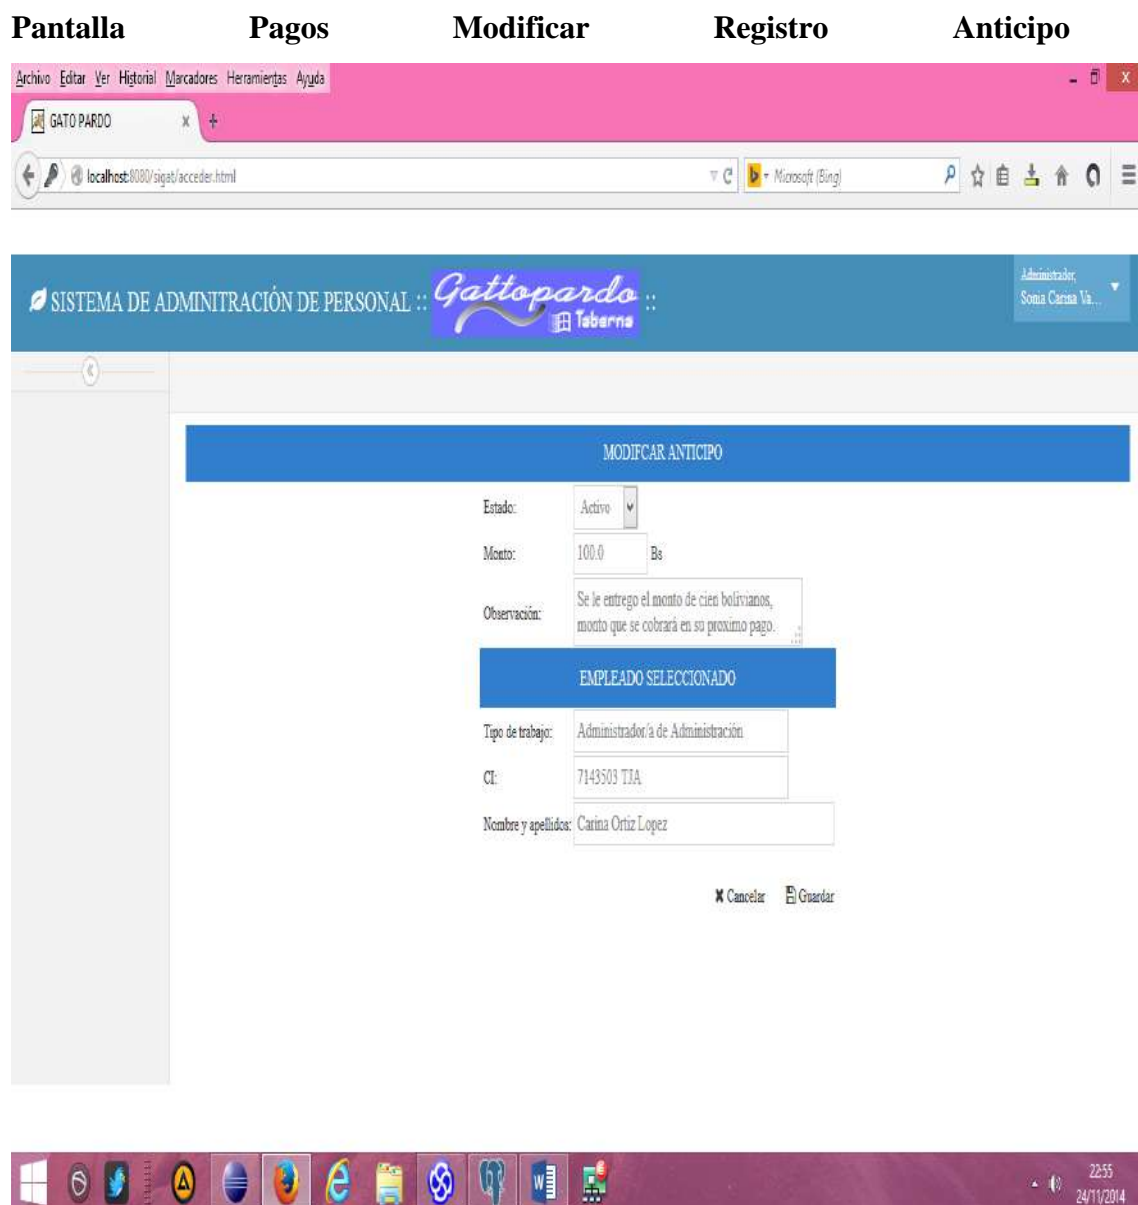 Pantalla Pagos Modificar Registro Anticipo
Archivo Editar Ver Historial Marcadores Herramientas Ayuda
GATO PARDO
localhost:8080/sigat/acceder.html
Microsoft (Bing)
SISTEMA DE ADMINITRACIÓN DE PERSONAL :: Gattopardo Taberna ::
Administrador,
Sonia Carina Va...
MODIFCAR ANTICIPO
Estado: Activo
Monto: 100.0 Bs
Observación: Se le entrego el monto de cien bolivianos,
monto que se cobrará en su proximo pago.
EMPLEADO SELECCIONADO
Tipo de trabajo: Administrador/a de Administración
CI: 7143503 TJA
Nombre y apellidos: Carina Ortiz Lopez
Cancelar Guardar
22:55
24/11/2014